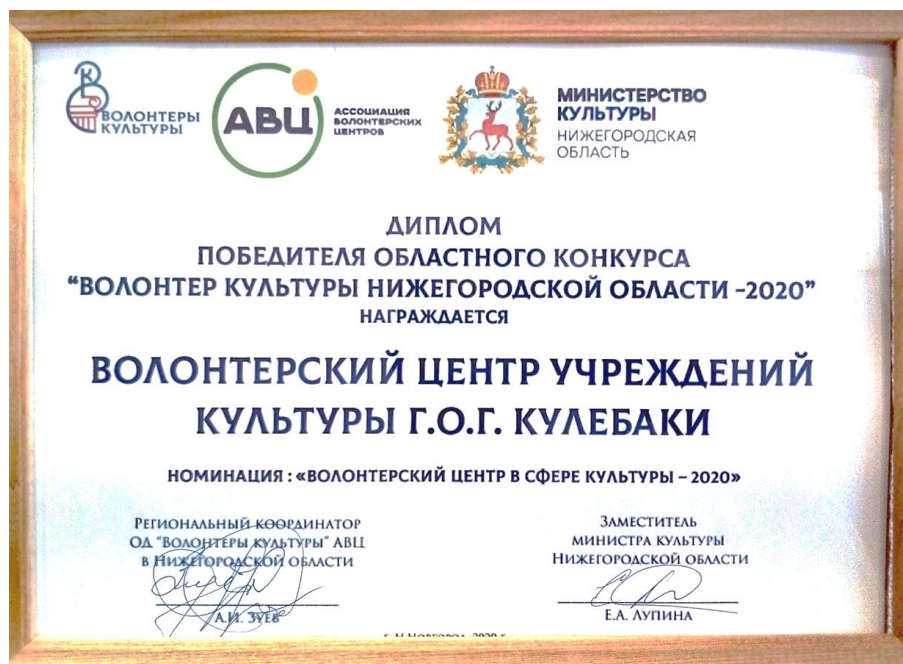 ВОЛОНТЕРЫ
КУЛЬТУРЫ
АВЦ
АССОЦИАЦИЯ
ВОЛОНТЕРСКИХ
ЦЕНТРОВ
МИНИСТЕРСТВО
КУЛЬТУРЫ
НИЖЕГОРОДСКАЯ
ОБЛАСТЬ
ДИПЛОМ
ПОБЕДИТЕЛЯ ОБЛАСТНОГО КОНКУРСА
“ВОЛОНТЕР КУЛЬТУРЫ НИЖЕГОРОДСКОЙ ОБЛАСТИ -2020”
НАГРАЖДАЕТСЯ
ВОЛОНТЕРСКИЙ ЦЕНТР УЧРЕЖДЕНИЙ
КУЛЬТУРЫ Г.О.Г. КУЛЕБАКИ
НОМИНАЦИЯ : «ВОЛОНТЕРСКИЙ ЦЕНТР В СФЕРЕ КУЛЬТУРЫ – 2020»
РЕГИОНАЛЬНЫЙ КООРДИНАТОР
ОД “ВОЛОНТЕРЫ КУЛЬТУРЫ” АВЦ
В НИЖЕГОРОДСКОЙ ОБЛАСТИ
А.И. ЗУЕВ
ЗАМЕСТИТЕЛЬ
МИНИСТРА КУЛЬТУРЫ
НИЖЕГОРОДСКОЙ ОБЛАСТИ
Е.А. ЛУПИНА
Г. Н.НОВГОРОД, 2020 Г.